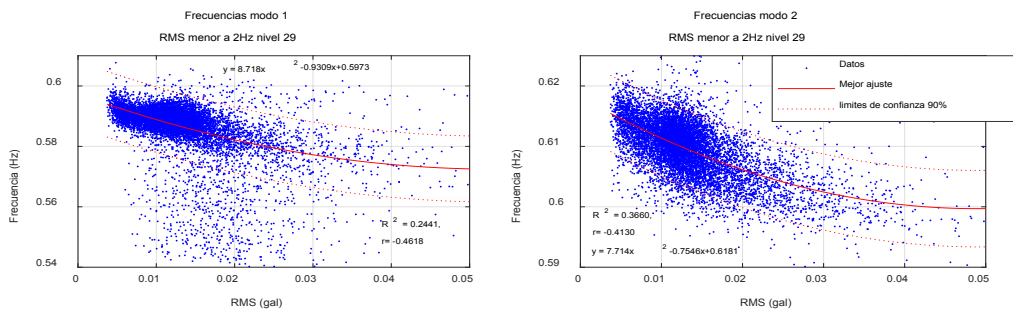 Frecuencias modo 1
RMS menor a 2Hz nivel 29
y = 8.718x 2 -0.9309x+0.5973
0.6
0.58
0.56
0.54
Frecuencia (Hz)
R 2 = 0.2441,
r= -0.4618
0 0.01 0.02 0.03 0.04 0.05
RMS (gal)
Frecuencias modo 2
RMS menor a 2Hz nivel 29
Datos
Mejor ajuste
limites de confianza 90%
0.62
0.61
0.6
0.59
Frecuencia (Hz)
R 2 = 0.3660,
r= -0.4130
y = 7.714x 2 -0.7546x+0.6181
0 0.01 0.02 0.03 0.04 0.05
RMS (gal)